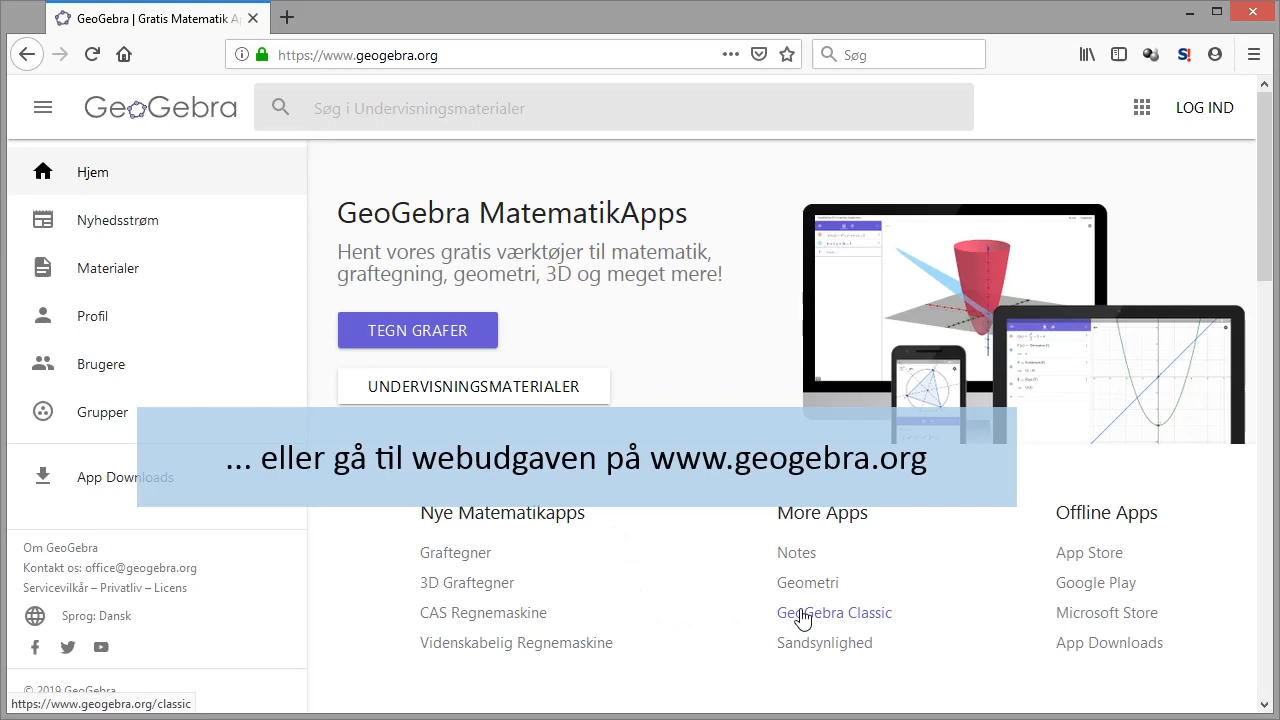 GeoGebra | Gratis Matematik Ap
https://www.geogebra.org
Søg
GeoGebra
Søg i Undervisningsmaterialer
LOG IND
Hjem
Nyhedsstrøm
Materialer
Profil
Brugere
Grupper
App Downloads
Om GeoGebra
Kontakt os: office@geogebra.org
Servicevilkår – Privatliv – Licens
Sprog: Dansk
© 2019 GeoGebra
https://www.geogebra.org/classic
GeoGebra MatematikApps
Hent vores gratis værktøjer til matematik,
graftegning, geometri, 3D og meget mere!
TEGN GRAFER
UNDERVISNINGSMATERIALER
... eller gå til webudgaven på www.geogebra.org
Nye Matematikapps
Graftegner
3D Graftegner
CAS Regnemaskine
Videnskabelig Regnemaskine
More Apps
Notes
Geometri
GeoGebra Classic
Sandsynlighed
Offline Apps
App Store
Google Play
Microsoft Store
App Downloads